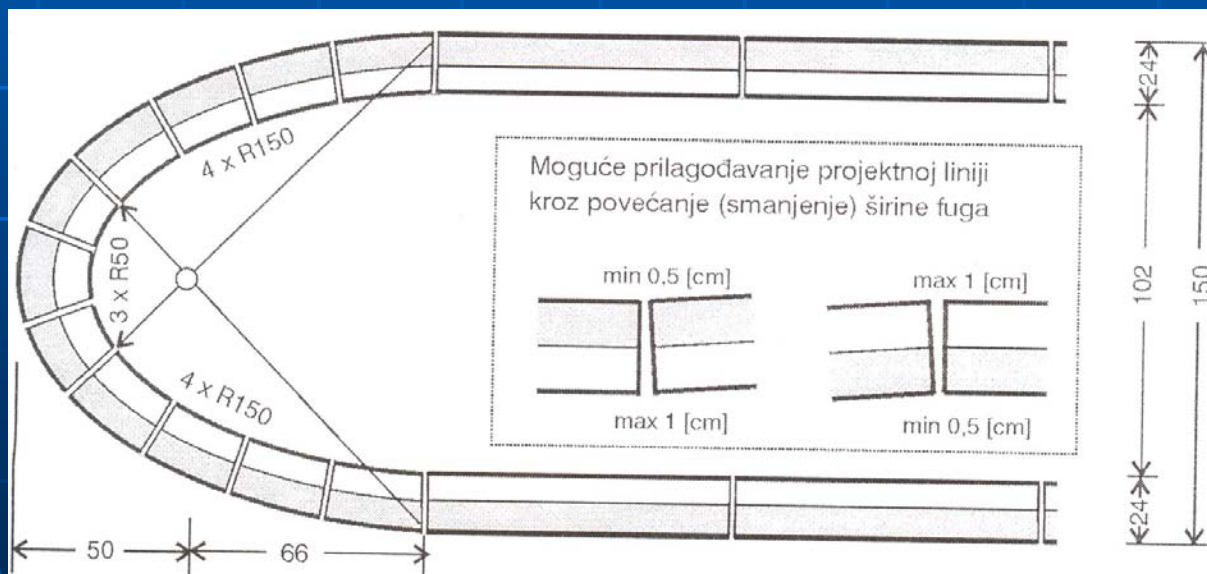 4 x R150
3 x R50
4 x R150
Moguće prilagođavanje projektnoj liniji
kroz povećanje (smanjenje) širine fuga
min 0,5 [cm]
max 1 [cm]
max 1 [cm]
min 0,5 [cm]
24
102
150
24
50
66